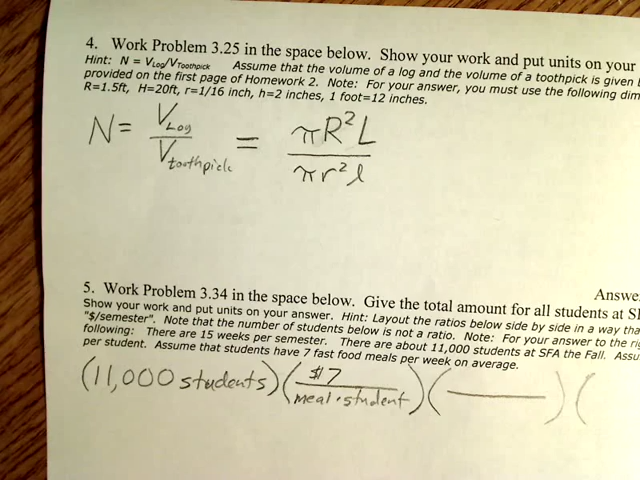 4. Work Problem 3.25 in the space below. Show your work and put units on your
Hint: N = VLog/VToothpick Assume that the volume of a log and the volume of a toothpick is given
provided on the first page of Homework 2. Note: For your answer, you must use the following dim
R=1.5ft, H=20ft, r=1/16 inch, h=2 inches, 1 foot=12 inches.
N = VLog / Vtoothpick = πR²L / πr²l
Answe
5. Work Problem 3.34 in the space below. Give the total amount for all students at S
Show your work and put units on your answer. Hint: Layout the ratios below side by side in a way tha
"$/semester". Note that the number of students below is not a ratio. Note: For your answer to the ri
following: There are 15 weeks per semester. There are about 11,000 students at SFA the Fall. Assu
per student. Assume that students have 7 fast food meals per week on average.
(11,000 students) ($7 / meal · student) ( — ) (